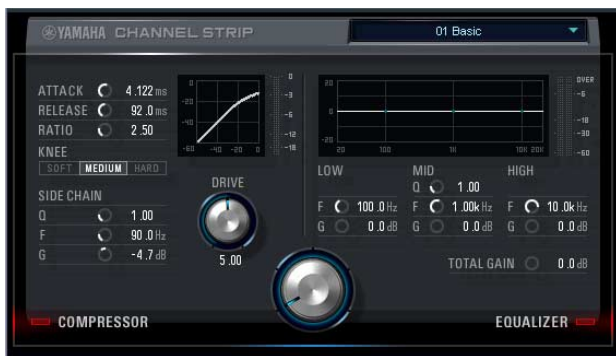 YAMAHA CHANNEL STRIP
01 Basic
ATTACK 4.122 ms
RELEASE 92.0 ms
RATIO 2.50
KNEE
SOFT MEDIUM HARD
SIDE CHAIN
Q 1.00
F 90.0 Hz
G -4.7 dB
0
-20
-40
-60 -40 -20 0
0
-3
-6
-12
-18
DRIVE
5.00
20
0
-20
20 100 1K 10K 20K
OVER
-6
-18
-30
-60
LOW
F 100.0 Hz
G 0.0 dB
MID
Q 1.00
F 1.00k Hz
G 0.0 dB
HIGH
F 10.0k Hz
G 0.0 dB
TOTAL GAIN 0.0 dB
COMPRESSOR
EQUALIZER